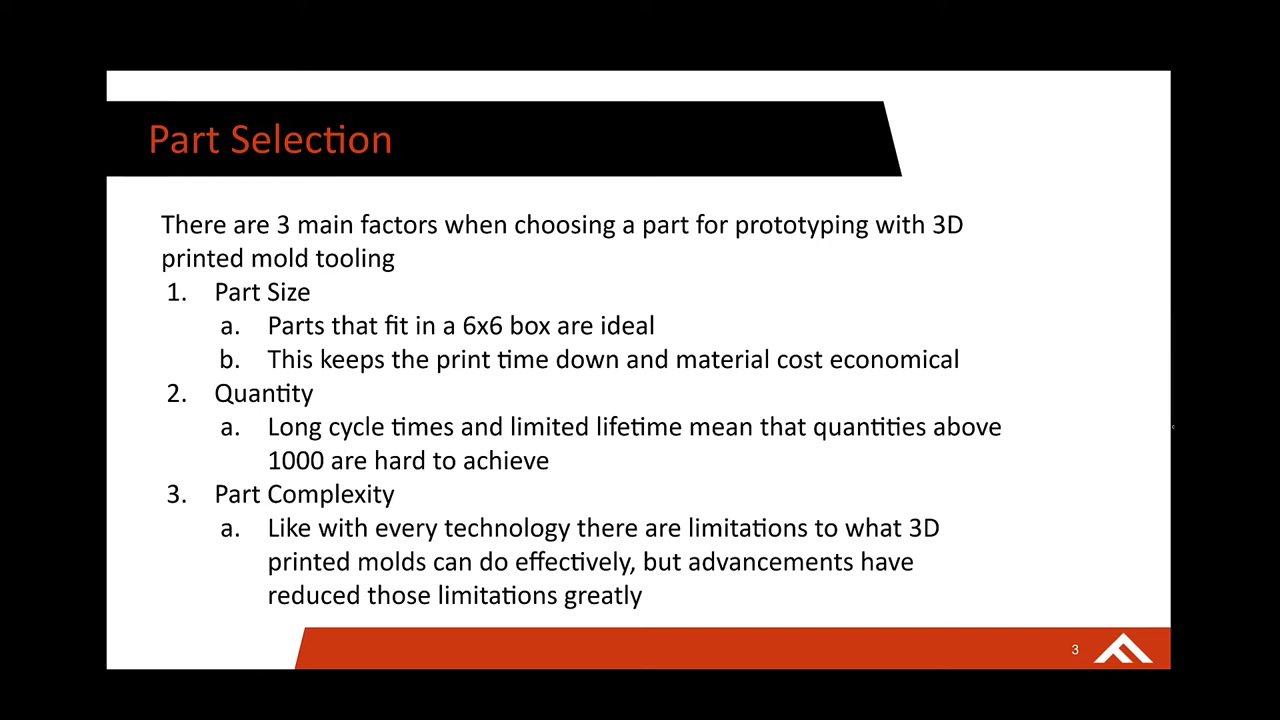 Part Selection
There are 3 main factors when choosing a part for prototyping with 3D
printed mold tooling
1. Part Size
a. Parts that fit in a 6x6 box are ideal
b. This keeps the print time down and material cost economical
2. Quantity
a. Long cycle times and limited lifetime mean that quantities above
1000 are hard to achieve
3. Part Complexity
a. Like with every technology there are limitations to what 3D
printed molds can do effectively, but advancements have
reduced those limitations greatly
3